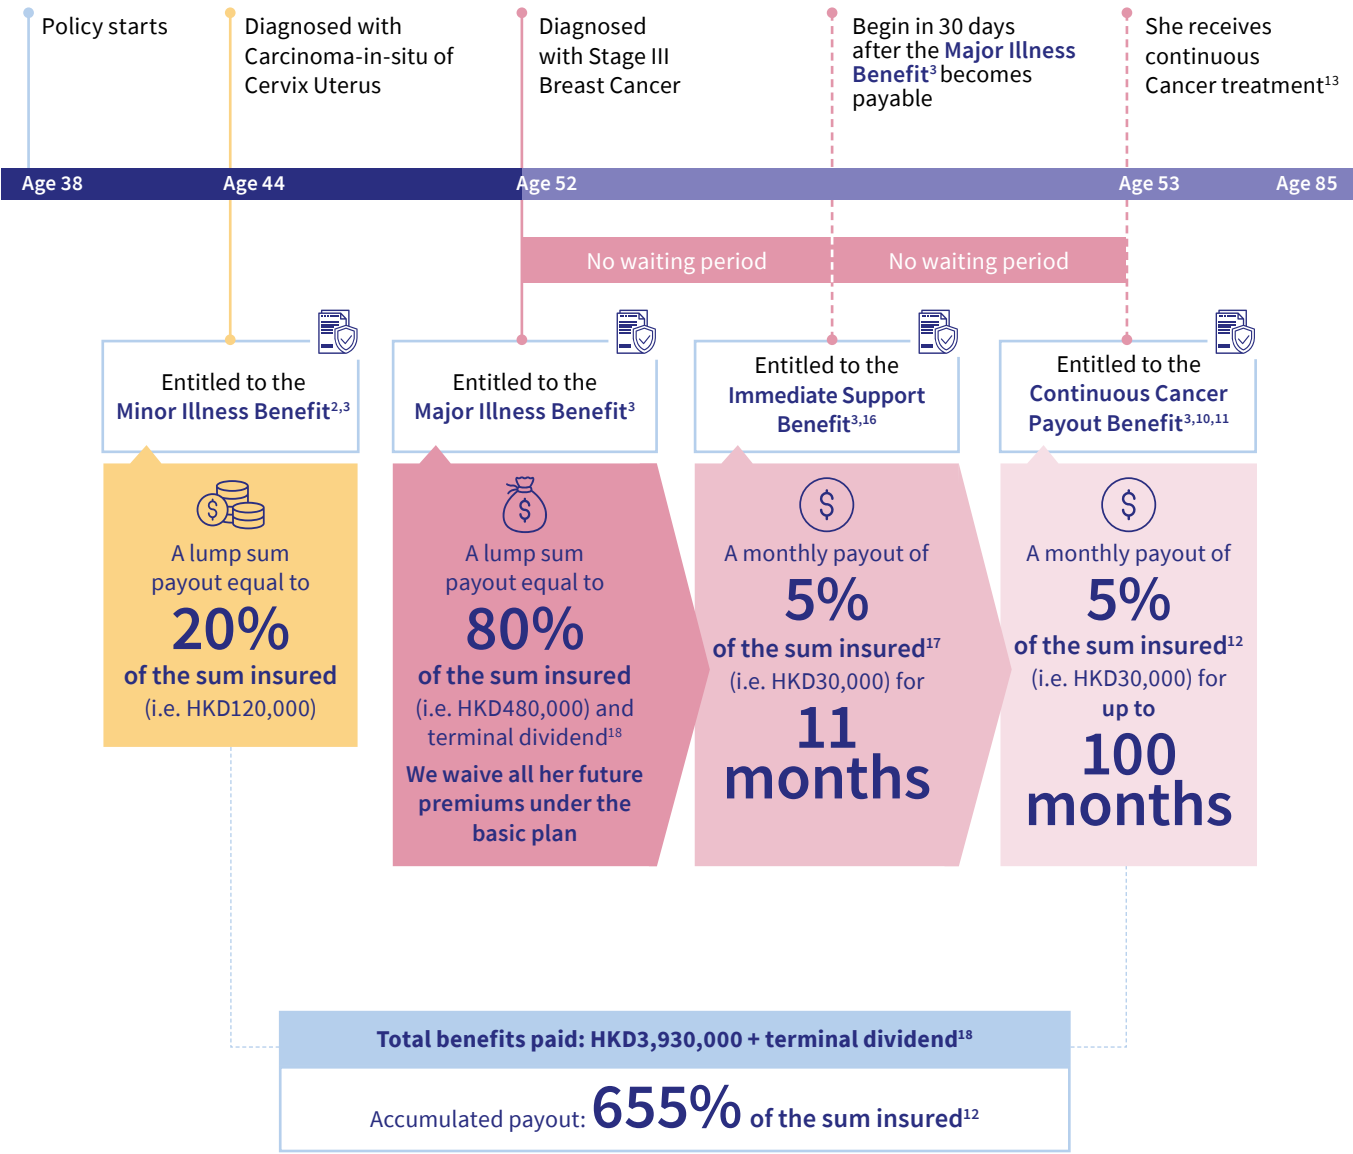 Policy starts
Diagnosed with
Carcinoma-in-situ of
Cervix Uterus
Diagnosed
with Stage III
Breast Cancer
Begin in 30 days
after the Major Illness
Benefit3 becomes
payable
She receives
continuous
Cancer treatment13
Age 38
Age 44
Age 52
Age 53
Age 85
No waiting period
No waiting period
Entitled to the
Minor Illness Benefit2,3
Entitled to the
Major Illness Benefit3
Entitled to the
Immediate Support
Benefit3,16
Entitled to the
Continuous Cancer
Payout Benefit3,10,11
$
A lump sum
payout equal to
20%
of the sum insured
(i.e. HKD120,000)
$
A lump sum
payout equal to
80%
of the sum insured
(i.e. HKD480,000) and
terminal dividend18
We waive all her future
premiums under the
basic plan
$
A monthly payout of
5%
of the sum insured17
(i.e. HKD30,000) for
11
months
$
A monthly payout of
5%
of the sum insured12
(i.e. HKD30,000) for
up to
100
months
Total benefits paid: HKD3,930,000 + terminal dividend18
Accumulated payout: 655% of the sum insured12